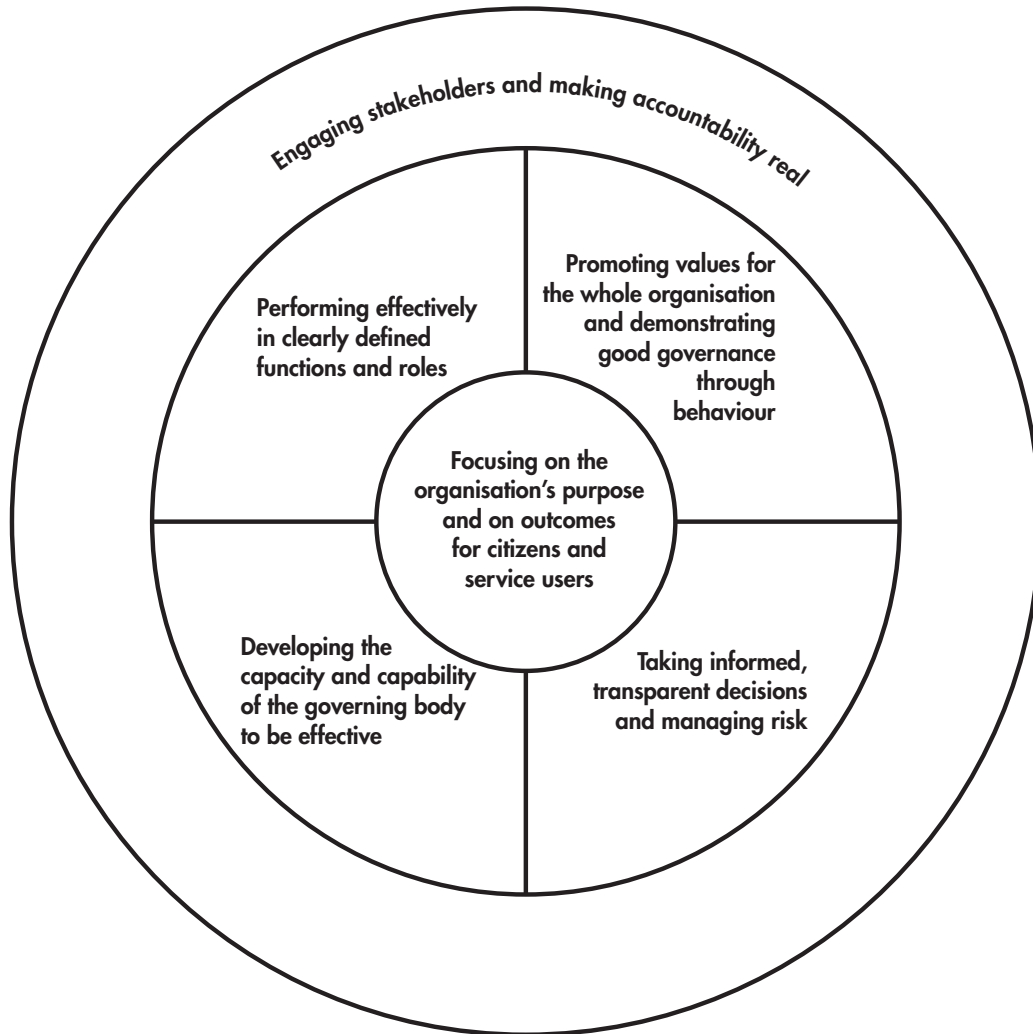 Engaging stakeholders and making accountability real
Performing effectively
in clearly defined
functions and roles
Promoting values for
the whole organisation
and demonstrating
good governance
through
behaviour
Focusing on the
organisation’s purpose
and on outcomes
for citizens and
service users
Developing the
capacity and capability
of the governing body
to be effective
Taking informed,
transparent decisions
and managing risk